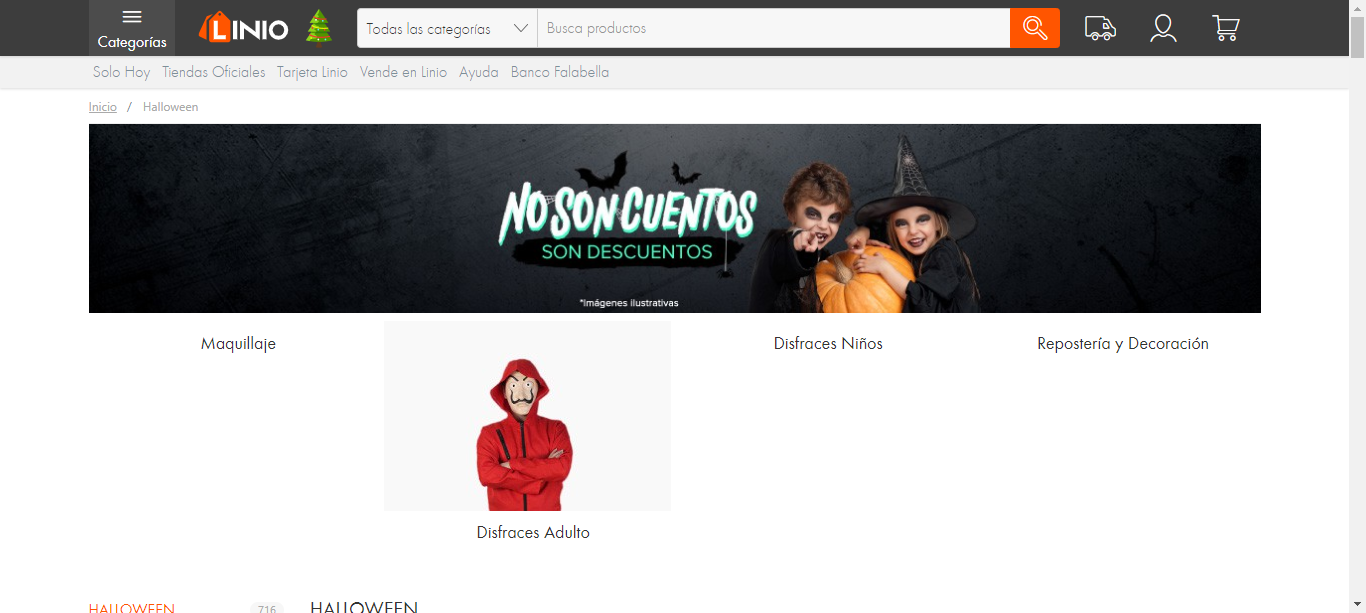 Categorías
LINIO
Todas las categorías
Busca productos
Solo Hoy Tiendas Oficiales Tarjeta Linio Vende en Linio Ayuda Banco Falabella
Inicio / Halloween
NO SON CUENTOS
SON DESCUENTOS
*Imágenes ilustrativas
Maquillaje
Disfraces Adulto
Disfraces Niños
Repostería y Decoración
HALLOWEEN 716
HALLOWEEN